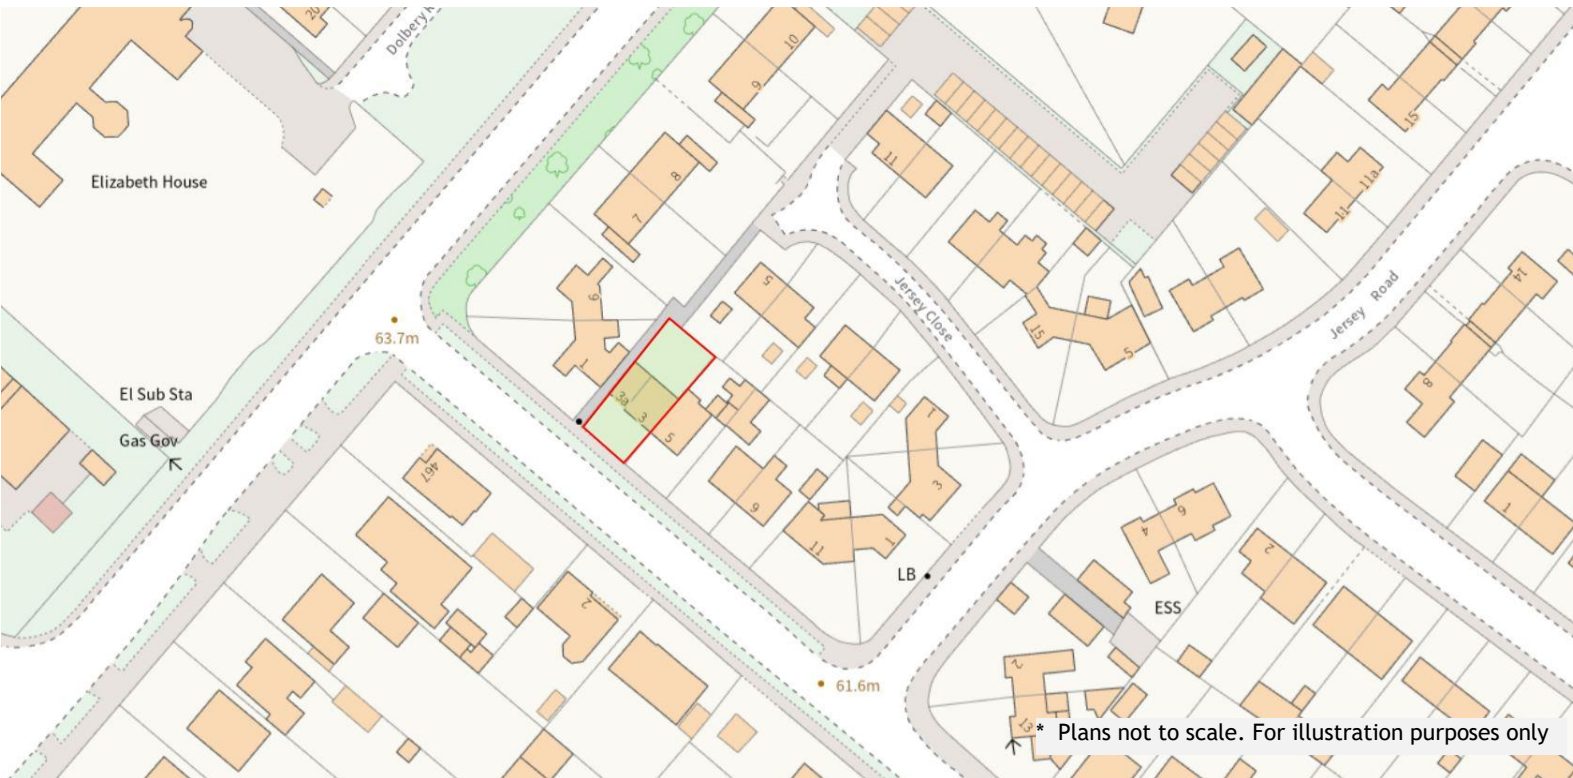 20
Dolbery R
10
9
8
7
11
15
11a
11
Elizabeth House
9
5
Jersey Close
Jersey Road
14
15
5
8
63.7m
1
3a
3
5
El Sub Sta
Gas Gov
467
1
3
9
11
1
6
4
1
LB
2
2
ESS
2
61.6m
13
* Plans not to scale. For illustration purposes only